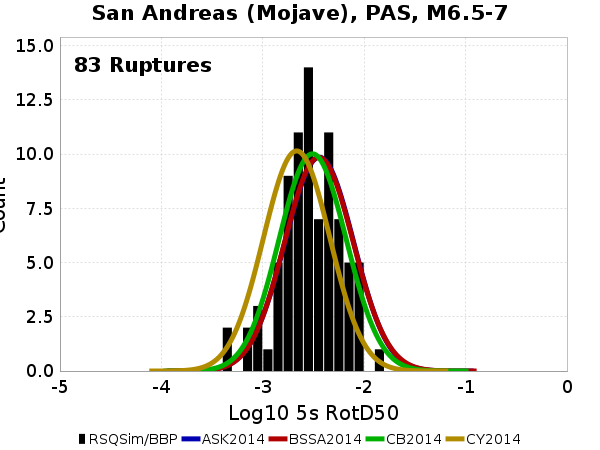 San Andreas (Mojave), PAS, M6.5-7
83 Ruptures
15.0
12.5
10.0
7.5
5.0
2.5
0.0
Count
-5 -4 -3 -2 -1 0
Log10 5s RotD50
RSQSim/BBP ASK2014 BSSA2014 CB2014 CY2014